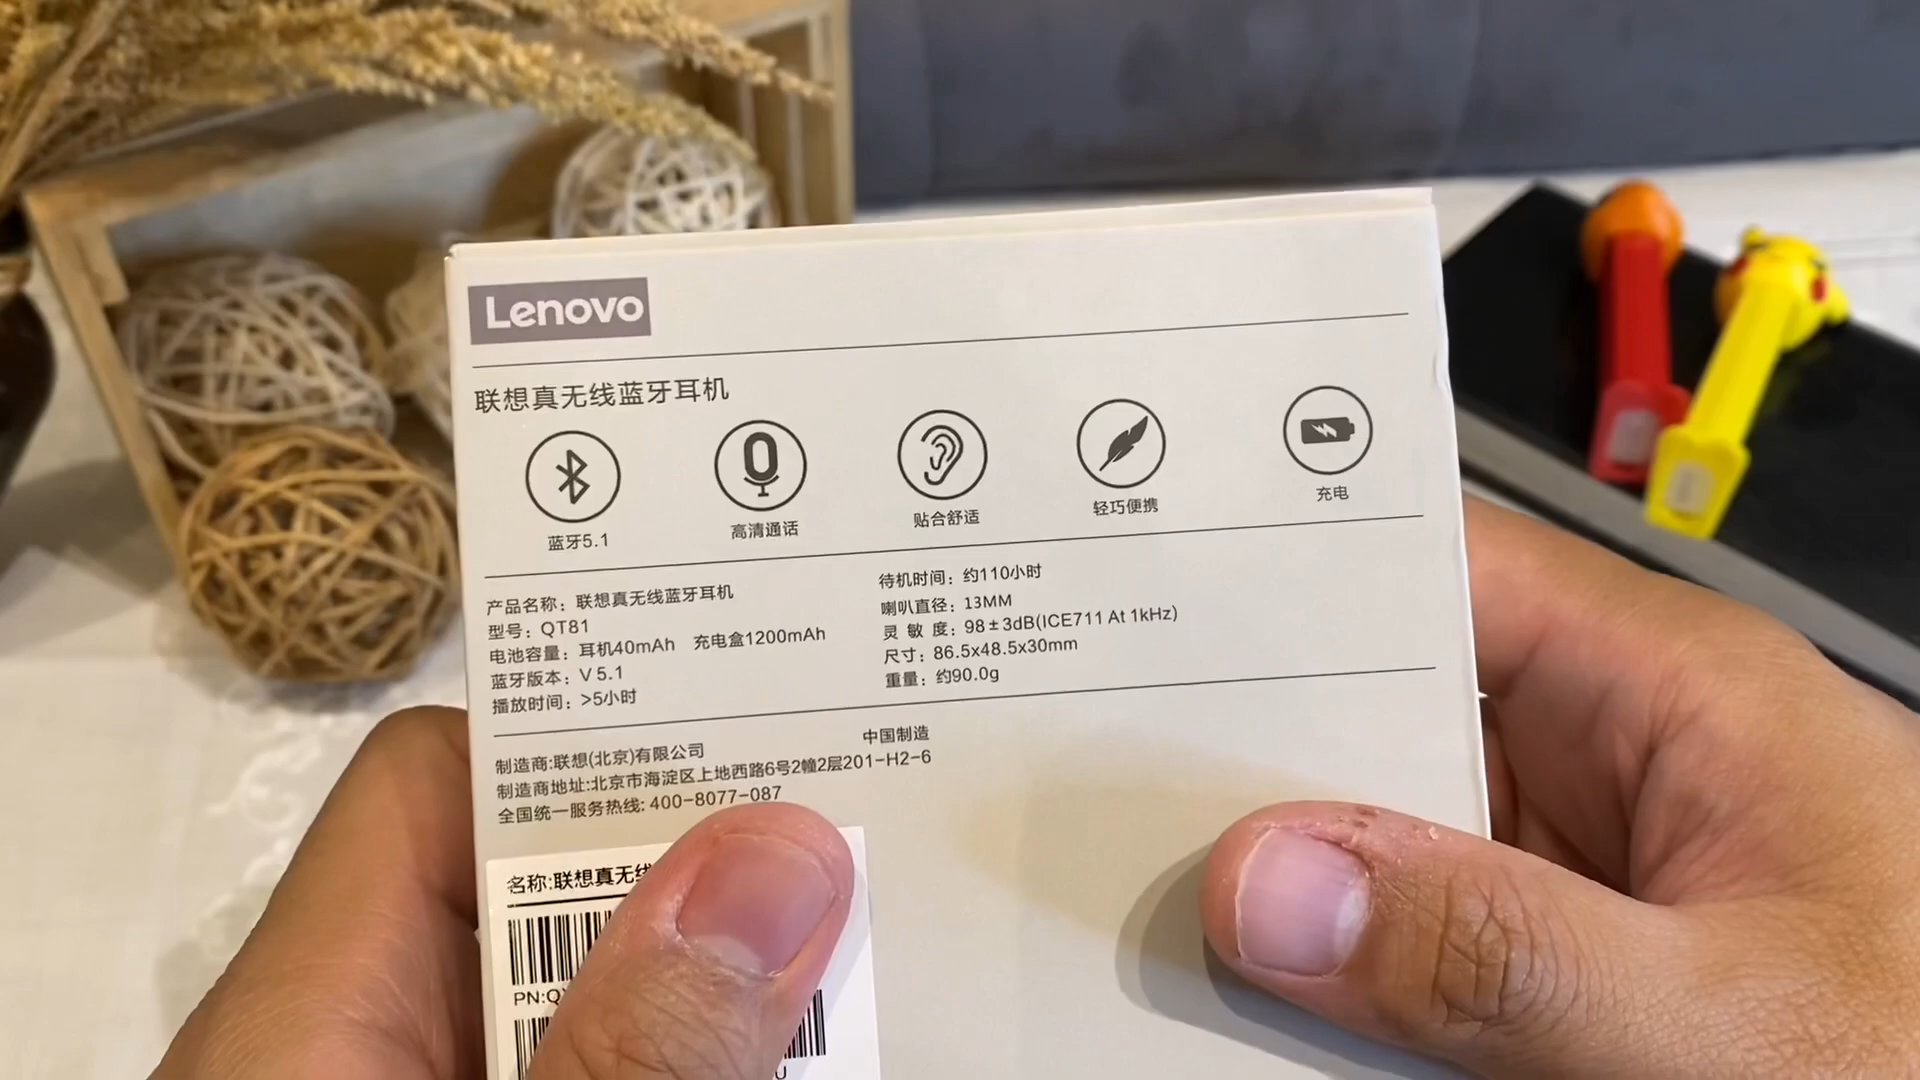 Lenovo
联想真无线蓝牙耳机
蓝牙5.1
高清通话
贴合舒适
轻巧便携
充电
产品名称：联想真无线蓝牙耳机
型号：QT81
电池容量：耳机40mAh 充电盒1200mAh
蓝牙版本：V 5.1
播放时间：>5小时
待机时间：约110小时
喇叭直径：13MM
灵 敏 度：98±3dB(ICE711 At 1kHz)
尺寸：86.5x48.5x30mm
重量：约90.0g
制造商:联想(北京)有限公司
中国制造
制造商地址:北京市海淀区上地西路6号2幢2层201-H2-6
全国统一服务热线: 400-8077-087
名称:联想真无线
PN:Q
U